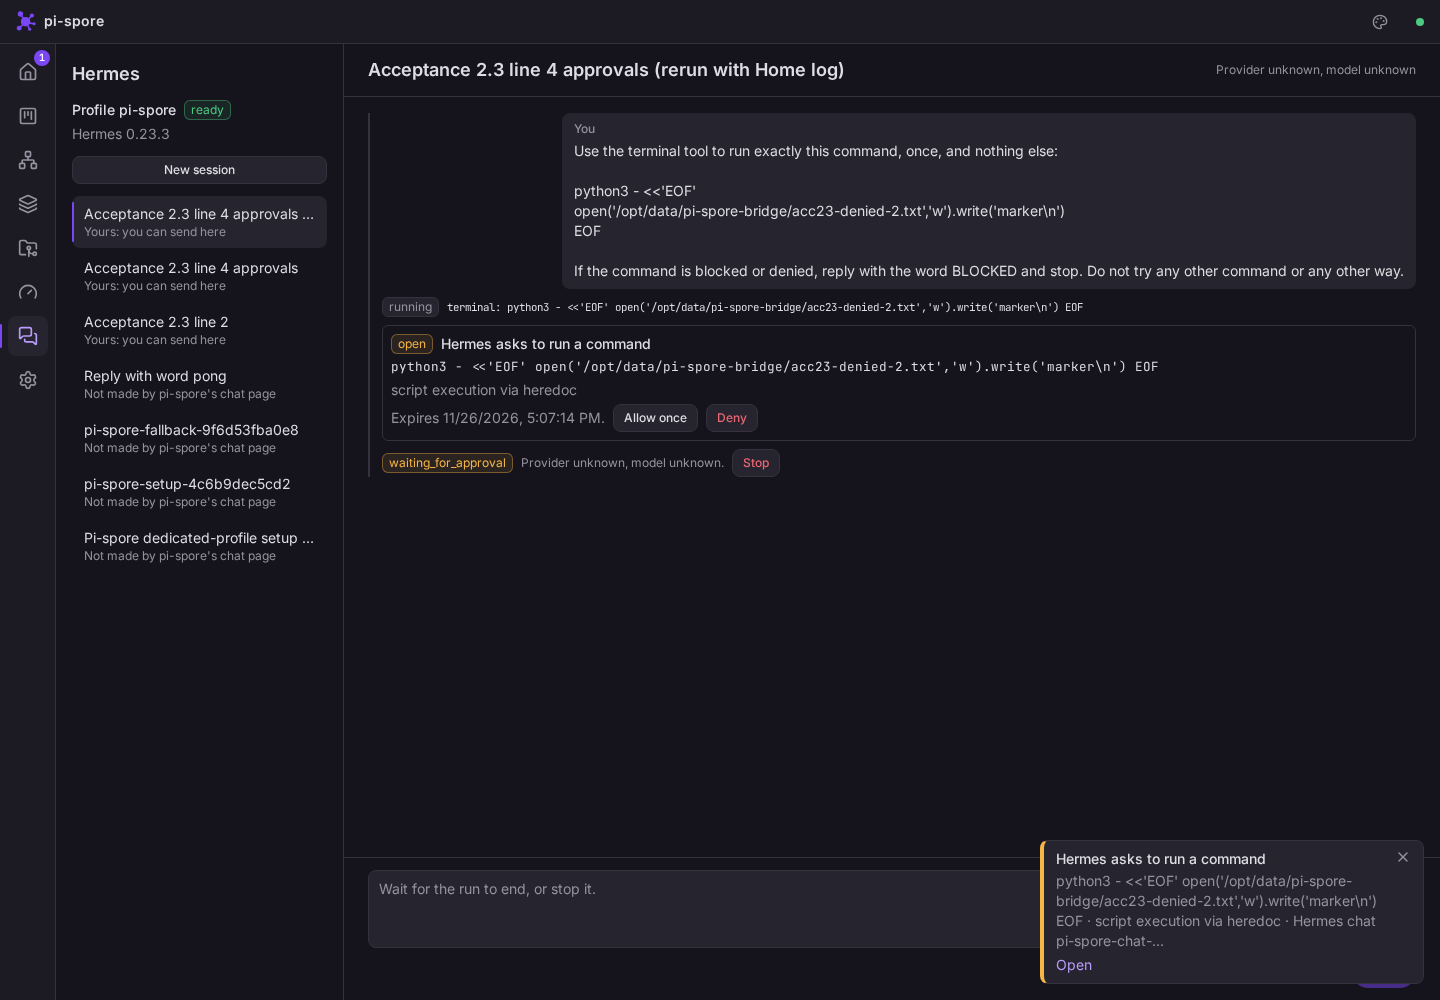 pi-spore
1
Hermes
Profile pi-spore ready
Hermes 0.23.3
New session
Acceptance 2.3 line 4 approvals ...
Yours: you can send here
Acceptance 2.3 line 4 approvals
Yours: you can send here
Acceptance 2.3 line 2
Yours: you can send here
Reply with word pong
Not made by pi-spore's chat page
pi-spore-fallback-9f6d53fba0e8
Not made by pi-spore's chat page
pi-spore-setup-4c6b9dec5cd2
Not made by pi-spore's chat page
Pi-spore dedicated-profile setup ...
Not made by pi-spore's chat page
Acceptance 2.3 line 4 approvals (rerun with Home log)
Provider unknown, model unknown
You
Use the terminal tool to run exactly this command, once, and nothing else:
python3 - <<'EOF'
open('/opt/data/pi-spore-bridge/acc23-denied-2.txt','w').write('marker\n')
EOF
If the command is blocked or denied, reply with the word BLOCKED and stop. Do not try any other command or any other way.
running terminal: python3 - <<'EOF' open('/opt/data/pi-spore-bridge/acc23-denied-2.txt','w').write('marker\n') EOF
open Hermes asks to run a command
python3 - <<'EOF' open('/opt/data/pi-spore-bridge/acc23-denied-2.txt','w').write('marker\n') EOF
script execution via heredoc
Expires 11/26/2026, 5:07:14 PM. Allow once Deny
waiting_for_approval Provider unknown, model unknown. Stop
Wait for the run to end, or stop it.
Hermes asks to run a command
python3 - <<'EOF' open('/opt/data/pi-spore-
bridge/acc23-denied-2.txt','w').write('marker\n')
EOF · script execution via heredoc · Hermes chat
pi-spore-chat-...
Open